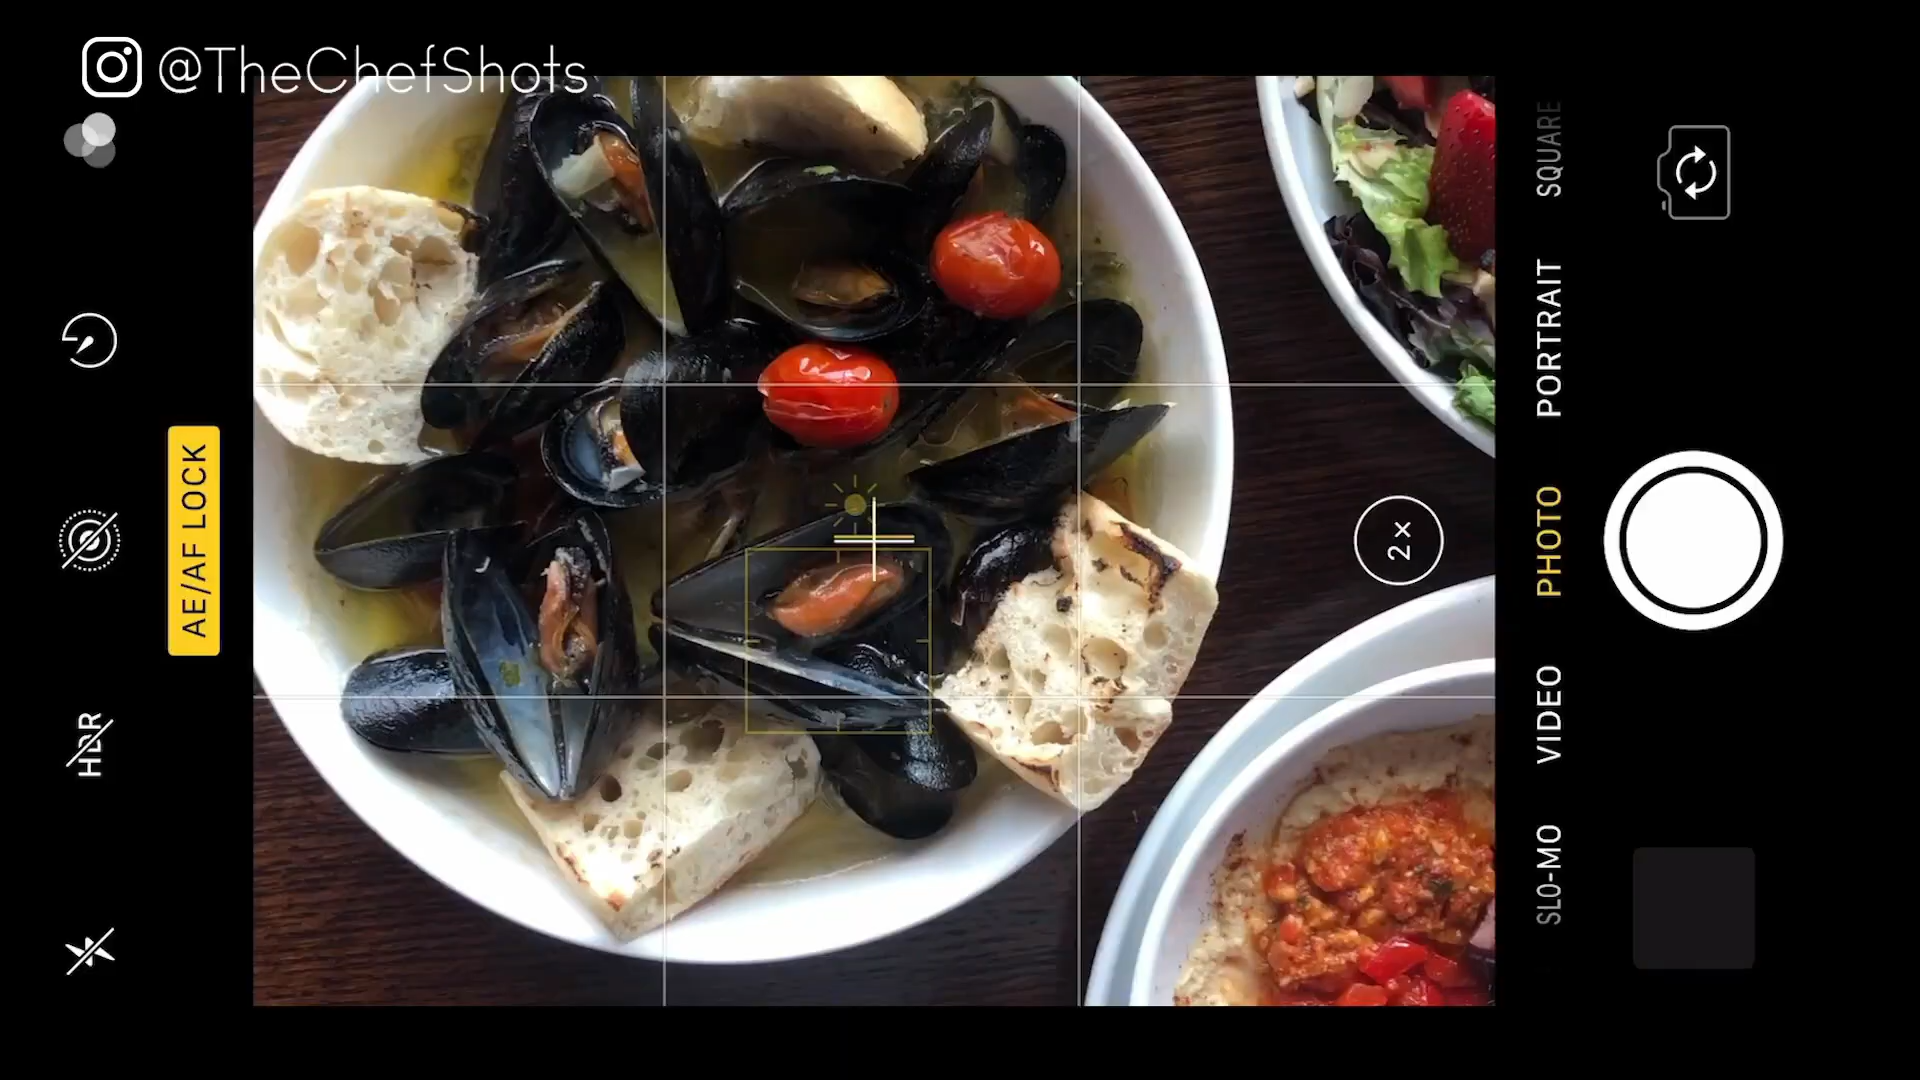 @TheChefShots
AE/AF LOCK
HDR
2×
SQUARE
PORTRAIT
PHOTO
VIDEO
SLO-MO